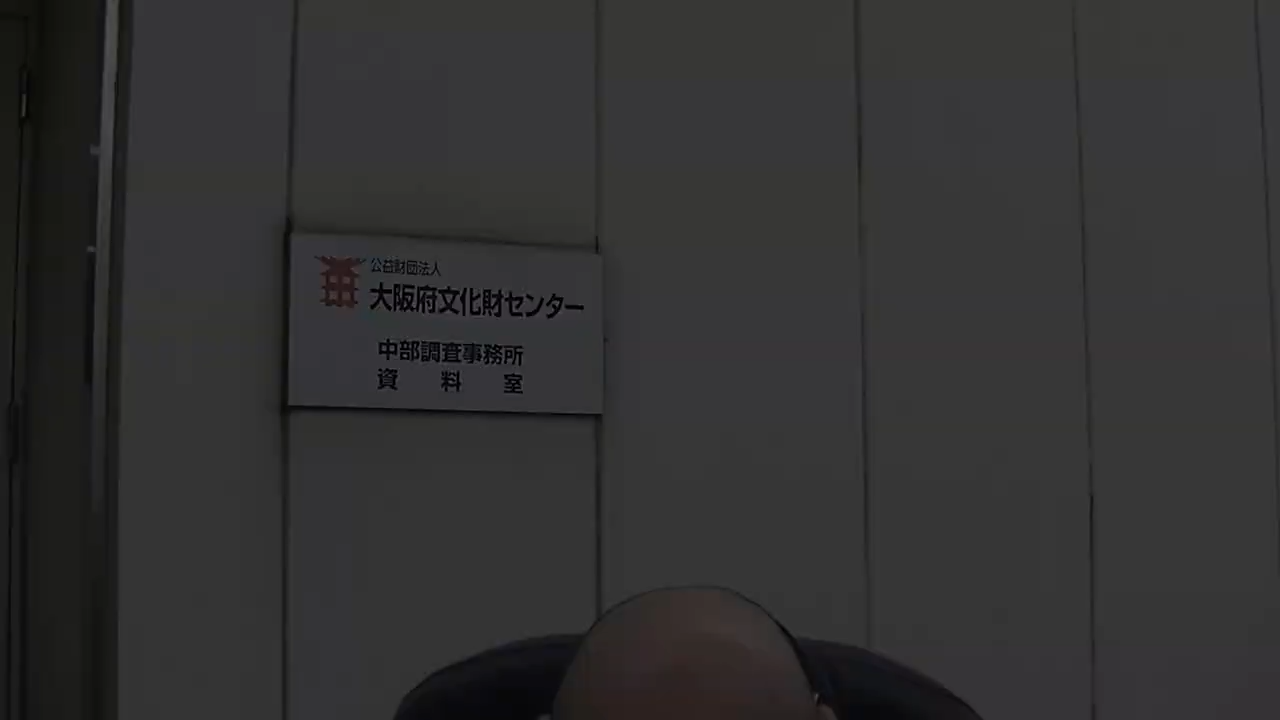 公益財団法人
大阪府文化財センター
中部調査事務所
資料室